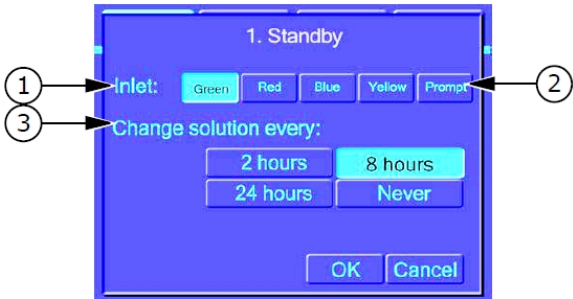 1. Standby
1 Inlet: Green Red Blue Yellow Prompt 2
3 Change solution every:
2 hours 8 hours
24 hours Never
OK Cancel